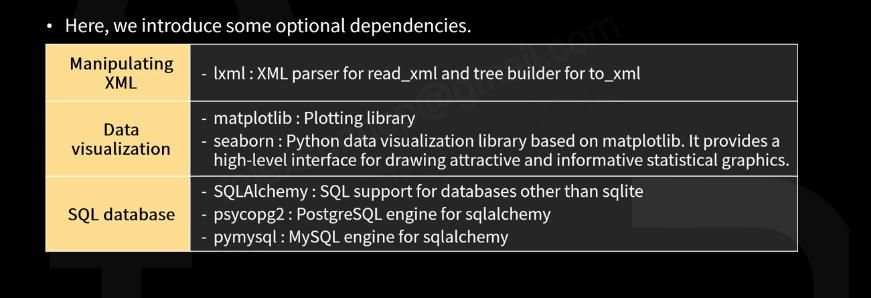 • Here, we introduce some optional dependencies.
Manipulating
XML
- lxml : XML parser for read_xml and tree builder for to_xml
Data
visualization
- matplotlib : Plotting library
- seaborn : Python data visualization library based on matplotlib. It provides a
high-level interface for drawing attractive and informative statistical graphics.
SQL database
- SQLAlchemy : SQL support for databases other than sqlite
- psycopg2 : PostgreSQL engine for sqlalchemy
- pymysql : MySQL engine for sqlalchemy